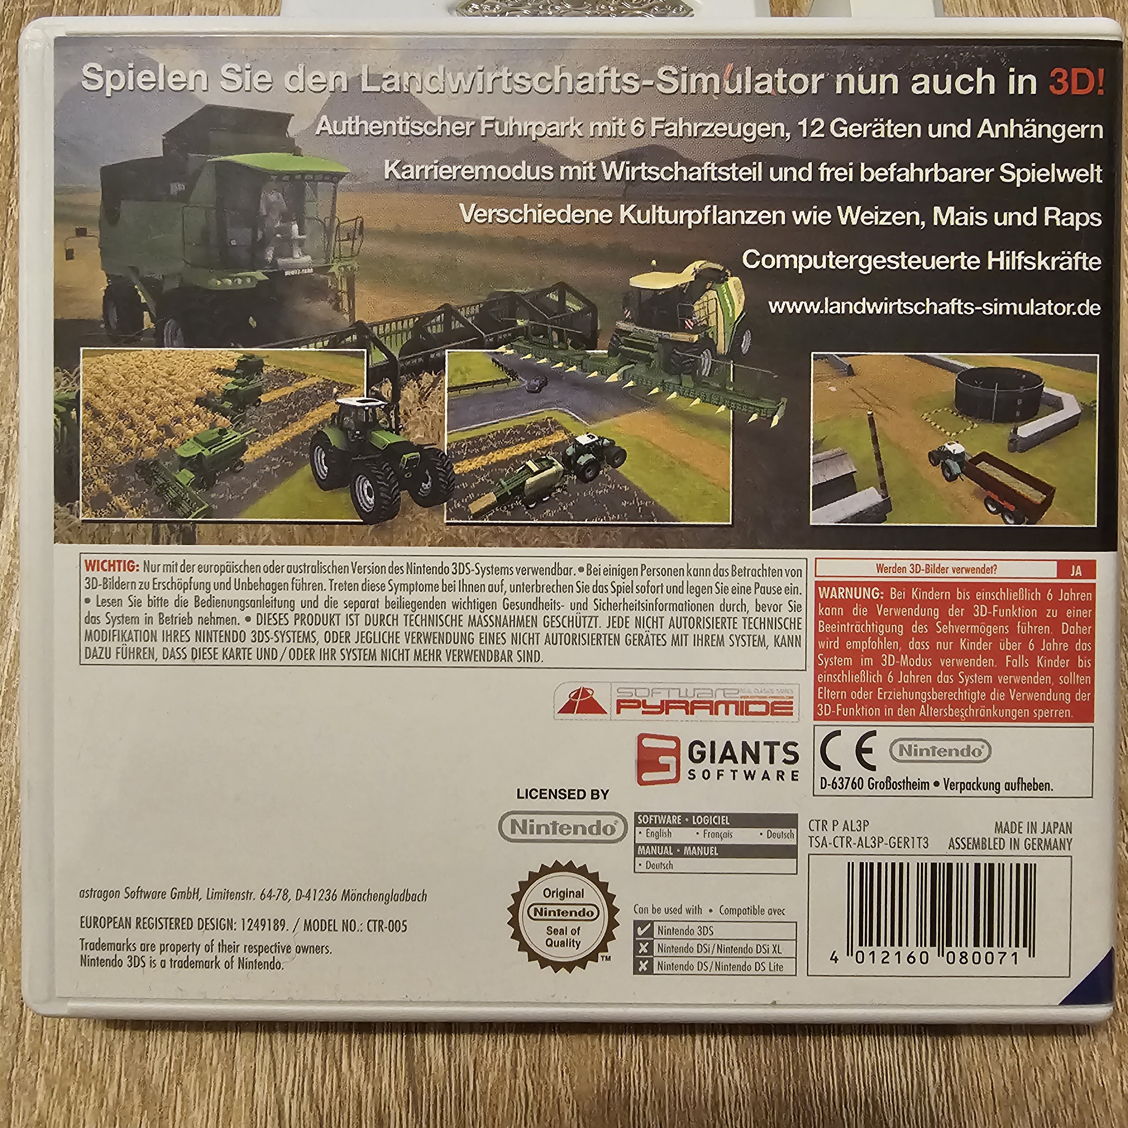 Spielen Sie den Landwirtschafts-Simulator nun auch in 3D!
Authentischer Fuhrpark mit 6 Fahrzeugen, 12 Geräten und Anhängern
Karrieremodus mit Wirtschaftsteil und frei befahrbarer Spielwelt
Verschiedene Kulturpflanzen wie Weizen, Mais und Raps
Computergesteuerte Hilfskräfte
www.landwirtschafts-simulator.de
WICHTIG: Nur mit der europäischen oder australischen Version des Nintendo 3DS-Systems verwendbar. • Bei einigen Personen kann das Betrachten von
3D-Bildern zu Erschöpfung und Unbehagen führen. Treten diese Symptome bei Ihnen auf, unterbrechen Sie das Spiel sofort und legen Sie eine Pause ein.
• Lesen Sie bitte die Bedienungsanleitung und die separat beiliegenden wichtigen Gesundheits- und Sicherheitsinformationen durch, bevor Sie
das System in Betrieb nehmen. • DIESES PRODUKT IST DURCH TECHNISCHE MASSNAHMEN GESCHÜTZT. JEDE NICHT AUTORISIERTE TECHNISCHE
MODIFIKATION IHRES NINTENDO 3DS-SYSTEMS, ODER JEGLICHE VERWENDUNG EINES NICHT AUTORISIERTEN GERÄTES MIT IHREM SYSTEM, KANN
DAZU FÜHREN, DASS DIESE KARTE UND/ODER IHR SYSTEM NICHT MEHR VERWENDBAR SIND.
Werden 3D-Bilder verwendet? JA
WARNUNG: Bei Kindern bis einschließlich 6 Jahren
kann die Verwendung der 3D-Funktion zu einer
Beeinträchtigung des Sehvermögens führen. Daher
wird empfohlen, dass nur Kinder über 6 Jahre das
System im 3D-Modus verwenden. Falls Kinder bis
einschließlich 6 Jahren das System verwenden, sollten
Eltern oder Erziehungsberechtigte die Verwendung der
3D-Funktion in den Altersbeschränkungen sperren.
SOFTWARE
PYRAMIDE
GIANTS
SOFTWARE
CE Nintendo
D-63760 Großostheim • Verpackung aufheben.
LICENSED BY
Nintendo
SOFTWARE • LOGICIEL
• English • Français • Deutsch
MANUAL • MANUEL
• Deutsch
CTR P AL3P MADE IN JAPAN
TSA-CTR-AL3P-GER1T3 ASSEMBLED IN GERMANY
astragon Software GmbH, Limitenstr. 64-78, D-41236 Mönchengladbach
EUROPEAN REGISTERED DESIGN: 1249189. / MODEL NO.: CTR-005
Trademarks are property of their respective owners.
Nintendo 3DS is a trademark of Nintendo.
Original
Nintendo
Seal of
Quality
TM
Can be used with • Compatible avec
Nintendo 3DS
Nintendo DSi/Nintendo DSi XL
Nintendo DS/Nintendo DS Lite
4 012160 080071